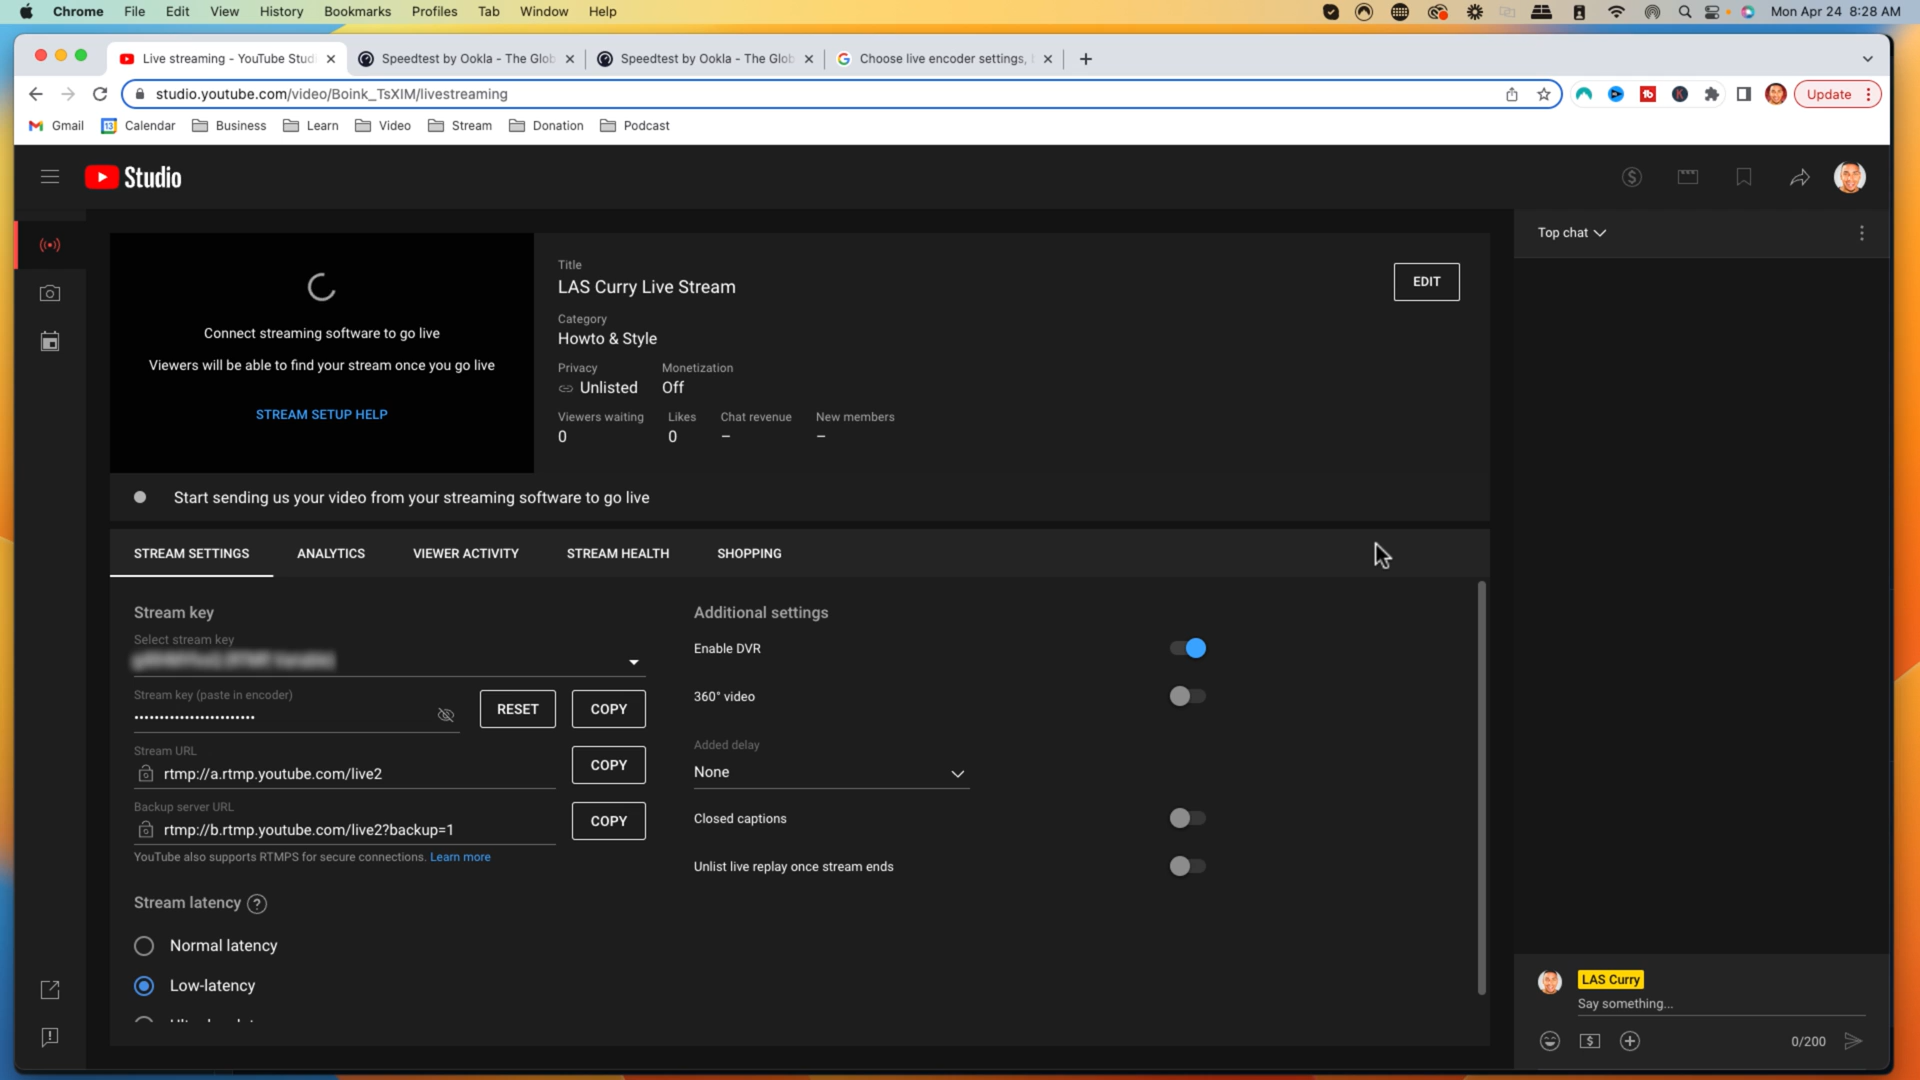 Chrome File Edit View History Bookmarks Profiles Tab Window Help
Mon Apr 24 8:28 AM
Live streaming - YouTube Studi
Speedtest by Ookla - The Glob
Speedtest by Ookla - The Glob
Choose live encoder settings,
studio.youtube.com/video/Boink_TsXIM/livestreaming
Update
Gmail Calendar Business Learn Video Stream Donation Podcast
Studio
Top chat
Connect streaming software to go live
Viewers will be able to find your stream once you go live
STREAM SETUP HELP
Title
LAS Curry Live Stream
EDIT
Category
Howto & Style
Privacy Monetization
Unlisted Off
Viewers waiting Likes Chat revenue New members
0 0 – –
Start sending us your video from your streaming software to go live
STREAM SETTINGS ANALYTICS VIEWER ACTIVITY STREAM HEALTH SHOPPING
Stream key
Select stream key
Stream key (paste in encoder)
•••••••••••••••••••••••• RESET COPY
Stream URL
rtmp://a.rtmp.youtube.com/live2 COPY
Backup server URL
rtmp://b.rtmp.youtube.com/live2?backup=1 COPY
YouTube also supports RTMPS for secure connections. Learn more
Stream latency ?
Normal latency
Low-latency
Additional settings
Enable DVR
360° video
Added delay
None
Closed captions
Unlist live replay once stream ends
LAS Curry
Say something...
0/200